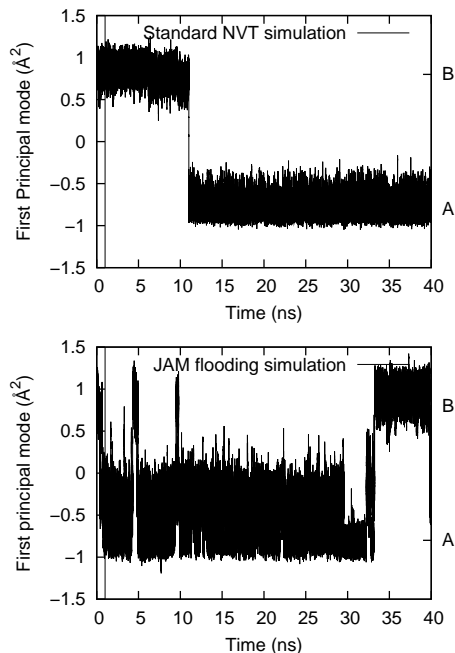 Standard NVT simulation
First Principal mode (Å²)
1.5
1
0.5
0
−0.5
−1
−1.5
B
A
0 5 10 15 20 25 30 35 40
Time (ns)
JAM flooding simulation
First principal mode (Å²)
1.5
1
0.5
0
−0.5
−1
−1.5
B
A
0 5 10 15 20 25 30 35 40
Time (ns)